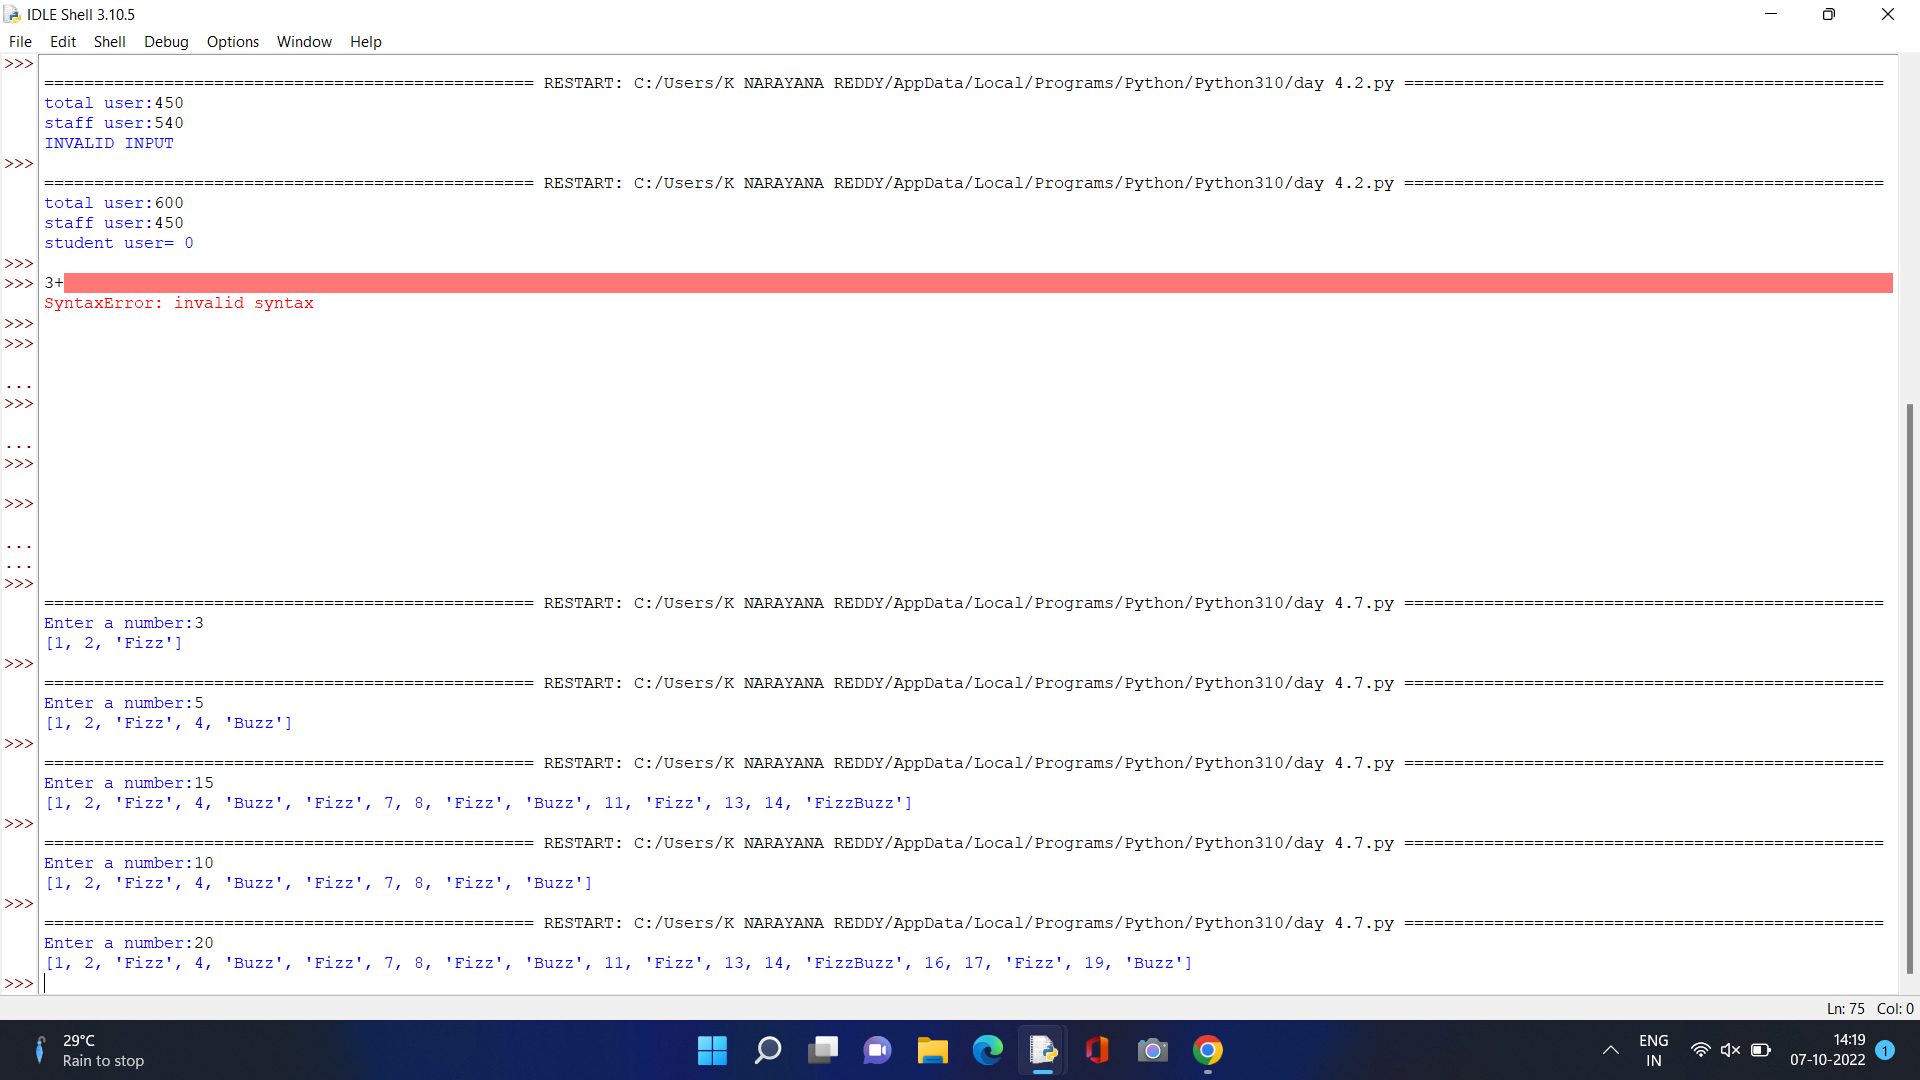 IDLE Shell 3.10.5
File Edit Shell Debug Options Window Help
>>>
================================================= RESTART: C:/Users/K NARAYANA REDDY/AppData/Local/Programs/Python/Python310/day 4.2.py ================================================
total user:450
staff user:540
INVALID INPUT
>>>
================================================= RESTART: C:/Users/K NARAYANA REDDY/AppData/Local/Programs/Python/Python310/day 4.2.py ================================================
total user:600
staff user:450
student user= 0
>>>
>>> 3+
SyntaxError: invalid syntax
>>>
>>>
...
>>>
...
>>>
>>>
...
...
>>>
================================================= RESTART: C:/Users/K NARAYANA REDDY/AppData/Local/Programs/Python/Python310/day 4.7.py ================================================
Enter a number:3
[1, 2, 'Fizz']
>>>
================================================= RESTART: C:/Users/K NARAYANA REDDY/AppData/Local/Programs/Python/Python310/day 4.7.py ================================================
Enter a number:5
[1, 2, 'Fizz', 4, 'Buzz']
>>>
================================================= RESTART: C:/Users/K NARAYANA REDDY/AppData/Local/Programs/Python/Python310/day 4.7.py ================================================
Enter a number:15
[1, 2, 'Fizz', 4, 'Buzz', 'Fizz', 7, 8, 'Fizz', 'Buzz', 11, 'Fizz', 13, 14, 'FizzBuzz']
>>>
================================================= RESTART: C:/Users/K NARAYANA REDDY/AppData/Local/Programs/Python/Python310/day 4.7.py ================================================
Enter a number:10
[1, 2, 'Fizz', 4, 'Buzz', 'Fizz', 7, 8, 'Fizz', 'Buzz']
>>>
================================================= RESTART: C:/Users/K NARAYANA REDDY/AppData/Local/Programs/Python/Python310/day 4.7.py ================================================
Enter a number:20
[1, 2, 'Fizz', 4, 'Buzz', 'Fizz', 7, 8, 'Fizz', 'Buzz', 11, 'Fizz', 13, 14, 'FizzBuzz', 16, 17, 'Fizz', 19, 'Buzz']
>>>
Ln: 75 Col: 0
29°C
Rain to stop
ENG
IN
14:19
07-10-2022
1